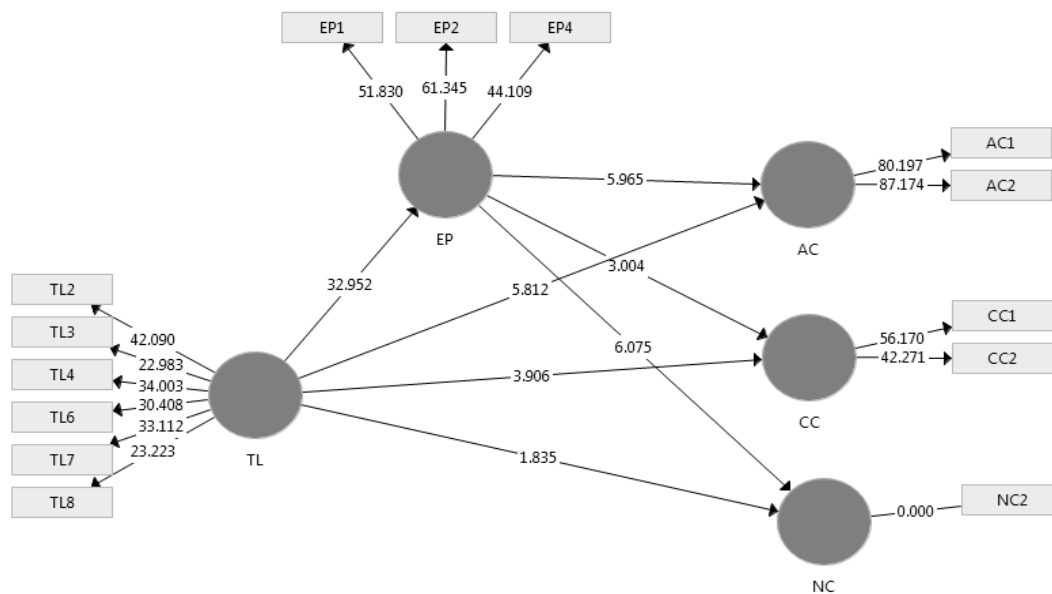 EP1
EP2
EP4
51.830
61.345
44.109
EP
5.965
AC1
80.197
87.174
AC2
AC
32.952
5.812
3.004
TL2
TL3
TL4
TL6
TL7
TL8
42.090
22.983
34.003
30.408
33.112
23.223
TL
3.906
6.075
1.835
CC1
56.170
42.271
CC2
CC
0.000
NC2
NC